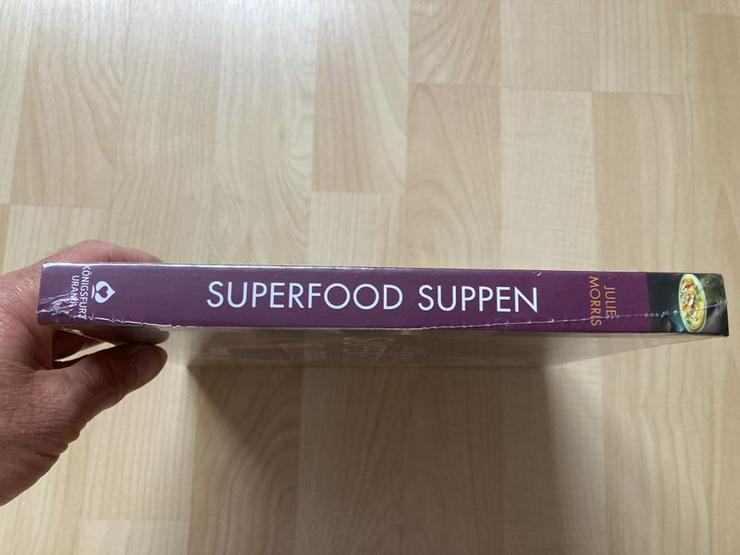 KÖNIGSFURT
URANIA
SUPERFOOD SUPPEN
JULIE
MORRIS